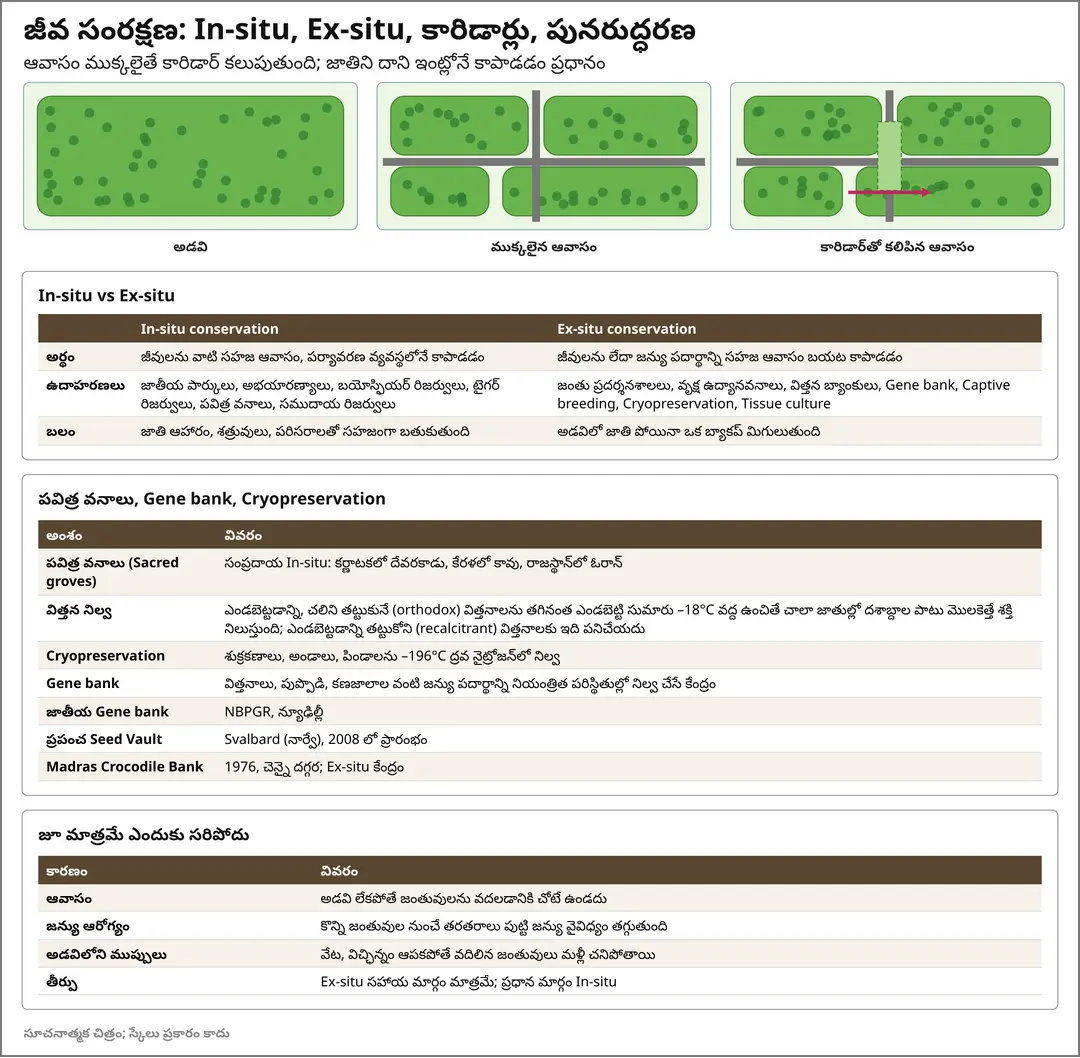 జీవ సంరక్షణ: In-situ, Ex-situ, కారిడార్లు, పునరుద్ధరణ
ఆవాసం ముక్కలైతే కారిడార్ కలుపుతుంది; జాతిని దాని ఇంట్లోనే కాపాడడం ప్రధానం
అడవి
ముక్కలైన ఆవాసం
కారిడార్‌తో కలిపిన ఆవాసం
In-situ vs Ex-situ
In-situ conservation
Ex-situ conservation
అర్థం
జీవులను వాటి సహజ ఆవాసం, పర్యావరణ వ్యవస్థలోనే కాపాడడం
జీవులను లేదా జన్యు పదార్థాన్ని సహజ ఆవాసం బయట కాపాడడం
ఉదాహరణలు
జాతీయ పార్కులు, అభయారణ్యాలు, బయోస్ఫియర్ రిజర్వులు, టైగర్
రిజర్వులు, పవిత్ర వనాలు, సముదాయ రిజర్వులు
జంతు ప్రదర్శనశాలలు, వృక్ష ఉద్యానవనాలు, విత్తన బ్యాంకులు, Gene bank, Captive
breeding, Cryopreservation, Tissue culture
బలం
జాతి ఆహారం, శత్రువులు, పరిసరాలతో సహజంగా బతుకుతుంది
అడవిలో జాతి పోయినా ఒక బ్యాకప్ మిగులుతుంది
పవిత్ర వనాలు, Gene bank, Cryopreservation
అంశం
వివరం
పవిత్ర వనాలు (Sacred
groves)
సంప్రదాయ In-situ: కర్ణాటకలో దేవరకాడు, కేరళలో కావు, రాజస్థాన్‌లో ఓరాన్
విత్తన నిల్వ
ఎండబెట్టడాన్ని, చలిని తట్టుకునే (orthodox) విత్తనాలను తగినంత ఎండబెట్టి సుమారు –18°C వద్ద ఉంచితే చాలా జాతుల్లో దశాబ్దాల పాటు మొలకెత్తే శక్తి
నిలుస్తుంది; ఎండబెట్టడాన్ని తట్టుకోని (recalcitrant) విత్తనాలకు ఇది పనిచేయదు
Cryopreservation
శుక్రకణాలు, అండాలు, పిండాలను –196°C ద్రవ నైట్రోజన్‌లో నిల్వ
Gene bank
విత్తనాలు, పుప్పొడి, కణజాలాల వంటి జన్యు పదార్థాన్ని నియంత్రిత పరిస్థితుల్లో నిల్వ చేసే కేంద్రం
జాతీయ Gene bank
NBPGR, న్యూఢిల్లీ
ప్రపంచ Seed Vault
Svalbard (నార్వే), 2008 లో ప్రారంభం
Madras Crocodile Bank
1976, చెన్నై దగ్గర; Ex-situ కేంద్రం
జూ మాత్రమే ఎందుకు సరిపోదు
కారణం
వివరం
ఆవాసం
అడవి లేకపోతే జంతువులను వదలడానికి చోటే ఉండదు
జన్యు ఆరోగ్యం
కొన్ని జంతువుల నుంచే తరతరాలు పుట్టి జన్యు వైవిధ్యం తగ్గుతుంది
అడవిలోని ముప్పులు
వేట, విచ్ఛిన్నం ఆపకపోతే వదిలిన జంతువులు మళ్లీ చనిపోతాయి
తీర్పు
Ex-situ సహాయ మార్గం మాత్రమే; ప్రధాన మార్గం In-situ
సూచనాత్మక చిత్రం; స్కేలు ప్రకారం కాదు